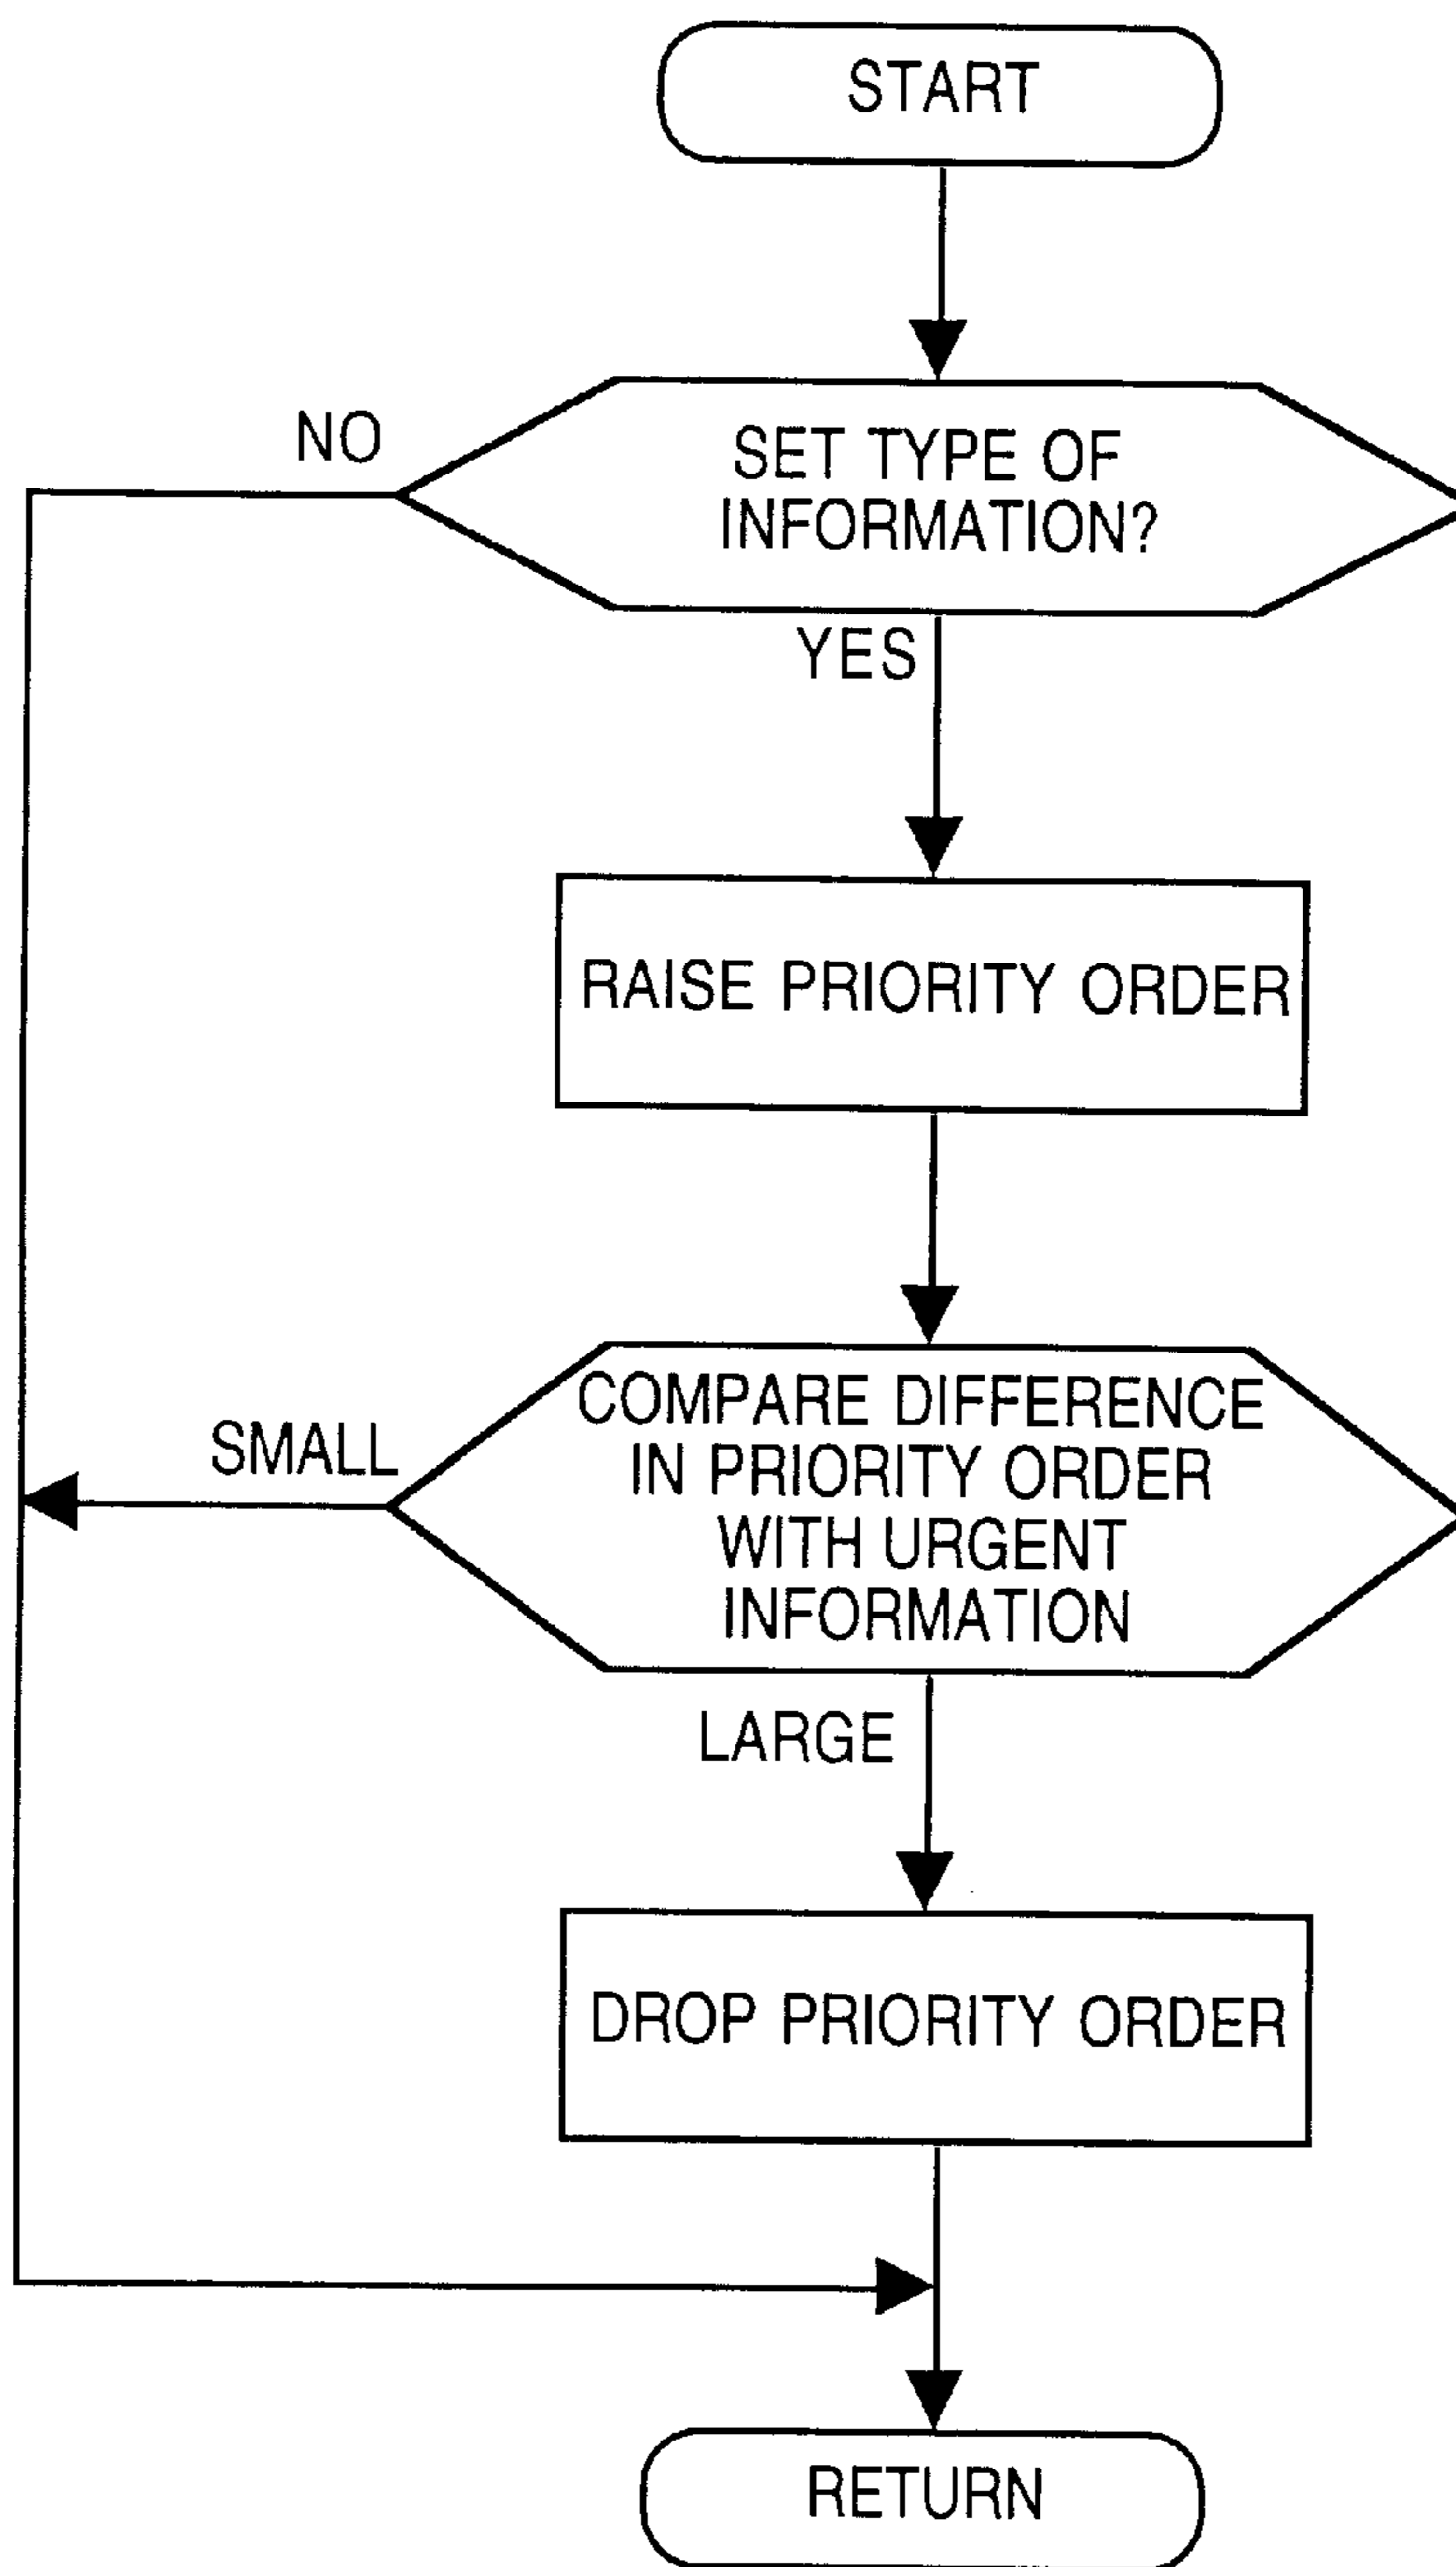 START
NO
SET TYPE OF
INFORMATION?
YES
RAISE PRIORITY ORDER
COMPARE DIFFERENCE
IN PRIORITY ORDER
WITH URGENT
INFORMATION
SMALL
LARGE
DROP PRIORITY ORDER
RETURN